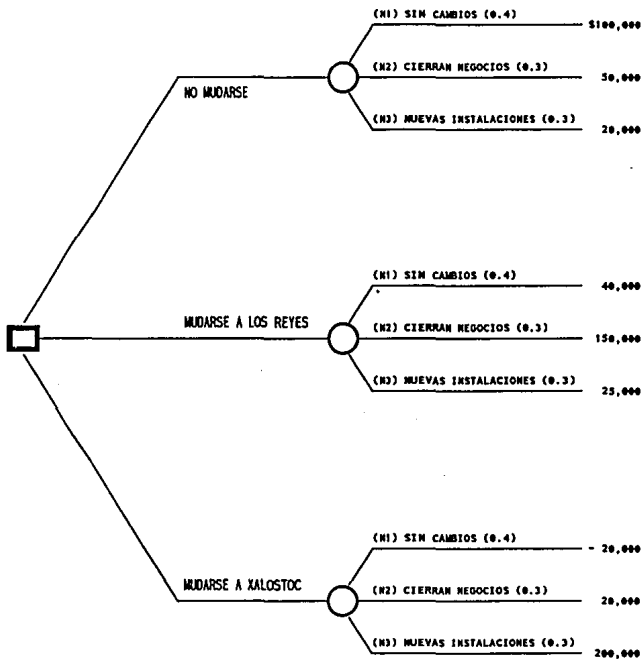 (N1) SIN CAMBIOS (0.4) $100,000
(N2) CIERRAN NEGOCIOS (0.3) 50,000
NO MUDARSE
(N3) NUEVAS INSTALACIONES (0.3) 20,000
(N1) SIN CAMBIOS (0.4) 40,000
MUDARSE A LOS REYES
(N2) CIERRAN NEGOCIOS (0.3) 150,000
(N3) NUEVAS INSTALACIONES (0.3) 25,000
(N1) SIN CAMBIOS (0.4) - 20,000
MUDARSE A XALOSTOC
(N2) CIERRAN NEGOCIOS (0.3) 20,000
(N3) NUEVAS INSTALACIONES (0.3) 200,000